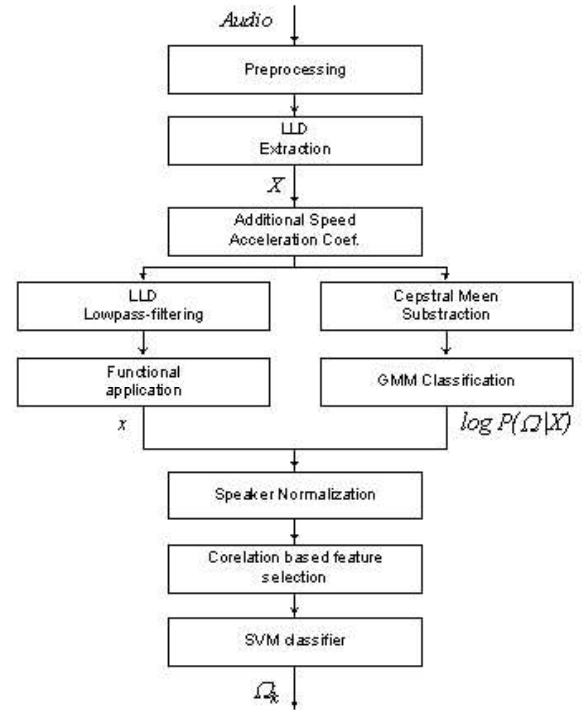 Audio
Preprocessing
LLD
Extraction
X
Additional Speed
Acceleration Coef.
LLD
Lowpass-filtering
Cepstral Meen
Substraction
Functional
application
GMM Classification
x
log P(Ω|X)
Speaker Normalization
Corelation based feature
selection
SVM classifier
Ωk